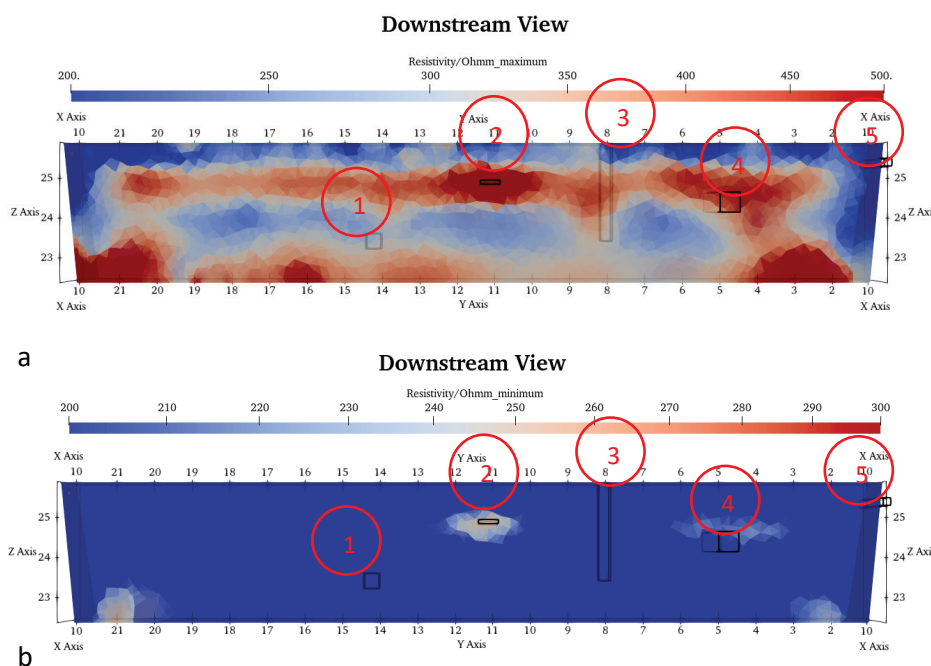 Downstream View
Resistivity/Ohmm_maximum
200. 250 300 350 400 450 500.
X Axis Y Axis X Axis
10 21 20 19 18 17 16 15 14 13 12 11 10 9 8 7 6 5 4 3 2 10
1 2 3 4 5
25 25
Z Axis 24 24 Z Axis
23 23
10 21 20 19 18 17 16 15 14 13 12 11 10 9 8 7 6 5 4 3 2 10
X Axis Y Axis X Axis
a
Downstream View
Resistivity/Ohmm_minimum
200 210 220 230 240 250 260 270 280 290 300
X Axis Y Axis X Axis
10 21 20 19 18 17 16 15 14 13 12 11 10 9 8 7 6 5 4 3 2 10
1 2 3 4 5
25 25
Z Axis 24 24 Z Axis
23 23
10 21 20 19 18 17 16 15 14 13 12 11 10 9 8 7 6 5 4 3 2 10
X Axis Y Axis X Axis
b